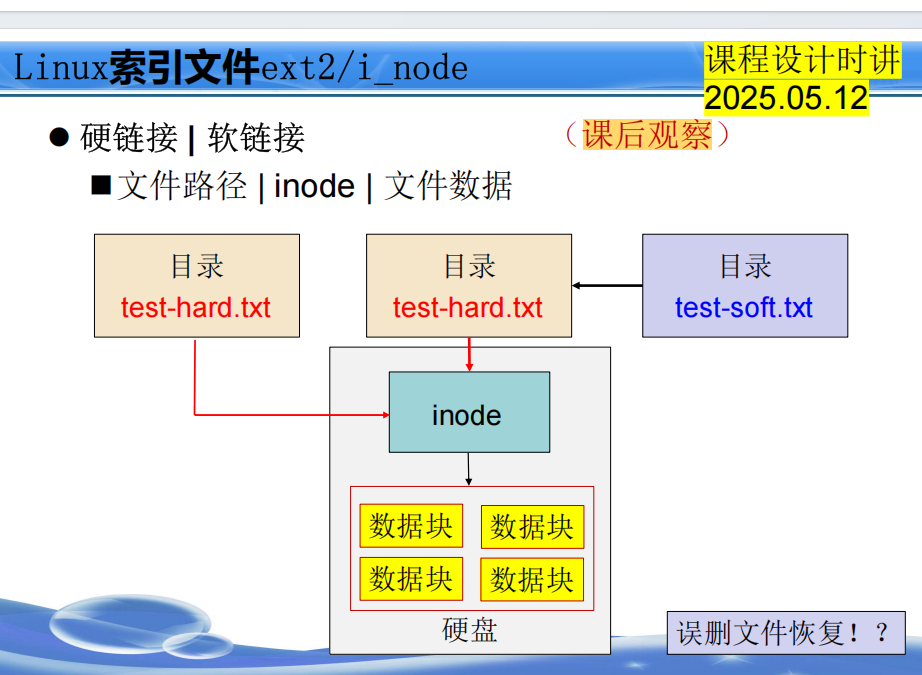 Linux索引文件ext2/i_node
课程设计时讲
2025.05.12
● 硬链接 | 软链接
（课后观察）
■文件路径 | inode | 文件数据
目录
test-hard.txt
目录
test-hard.txt
目录
test-soft.txt
inode
数据块
数据块
数据块
数据块
硬盘
误删文件恢复！？